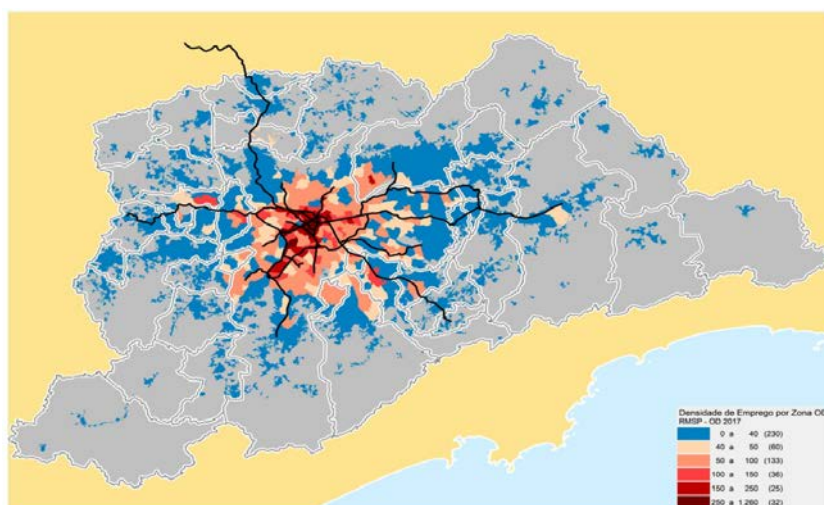 Densidade de Emprego por Zona OD
RMSP - OD 2017
0 a 40 (230)
40 a 50 (60)
50 a 100 (133)
100 a 150 (36)
150 a 250 (25)
250 a 1.260 (32)